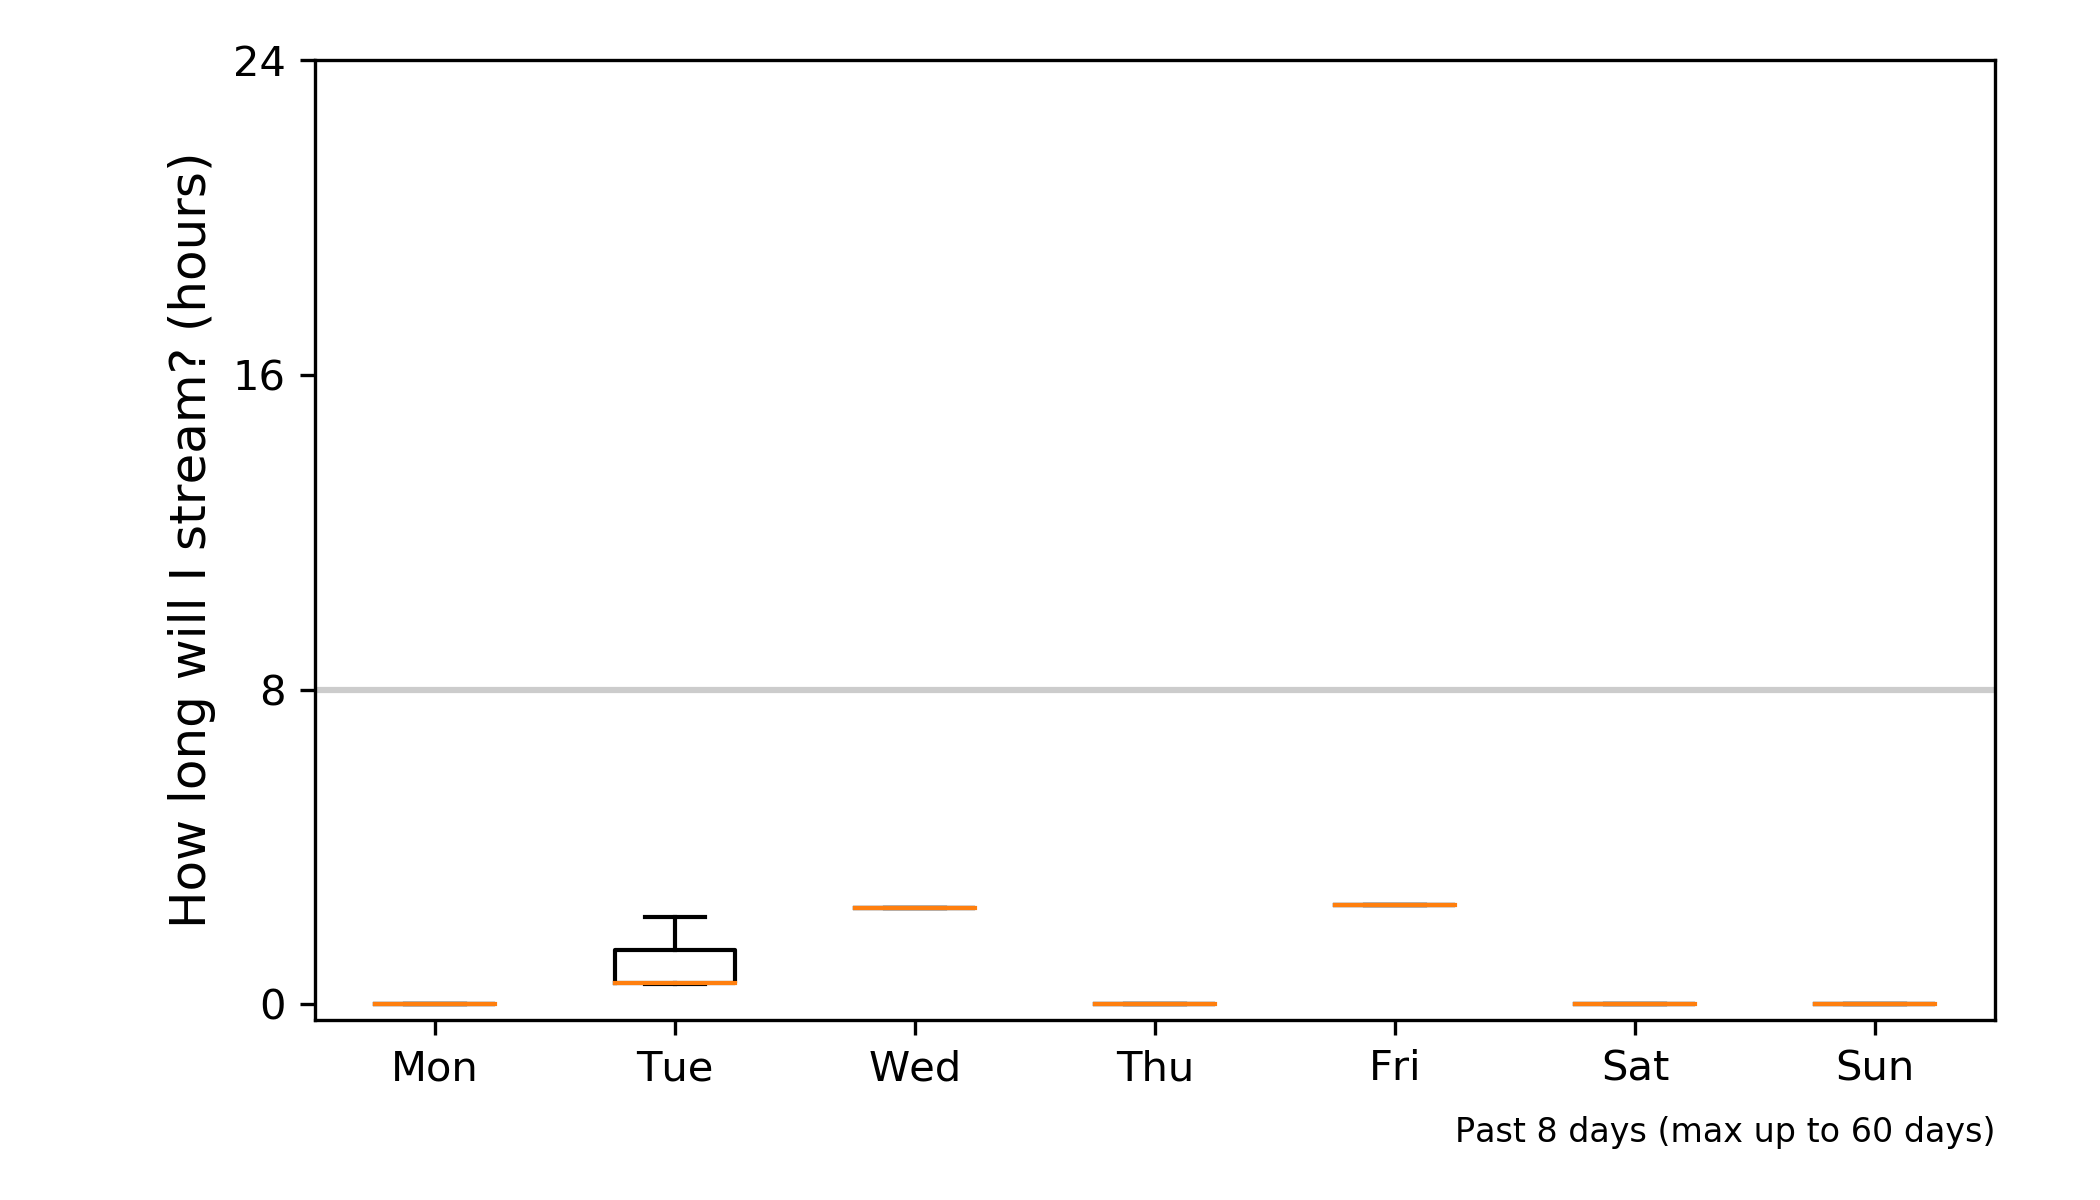 How long will I stream? (hours)
24
16
8
0
Mon Tue Wed Thu Fri Sat Sun
Past 8 days (max up to 60 days)